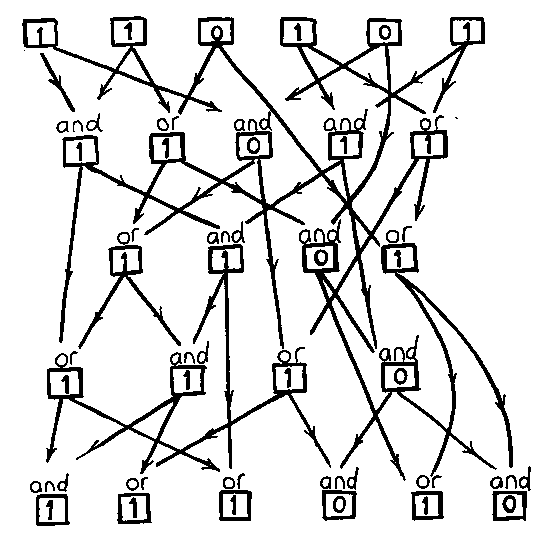 1 1 0 1 0 1
and or and and or
1 1 0 1 1
or and and or
1 1 0 1
or and or and
1 1 1 0
and or or and or and
1 1 1 0 1 0